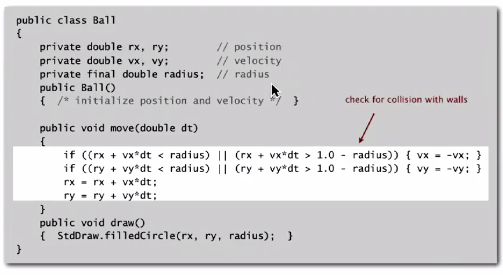 public class Ball
{
private double rx, ry; // position
private double vx, vy; // velocity
private final double radius; // radius
public Ball()
{ /* initialize position and velocity */ }
check for collision with walls
public void move(double dt)
{
if ((rx + vx*dt < radius) || (rx + vx*dt > 1.0 - radius)) { vx = -vx; }
if ((ry + vy*dt < radius) || (ry + vy*dt > 1.0 - radius)) { vy = -vy; }
rx = rx + vx*dt;
ry = ry + vy*dt;
}
public void draw()
{ StdDraw.filledCircle(rx, ry, radius); }
}